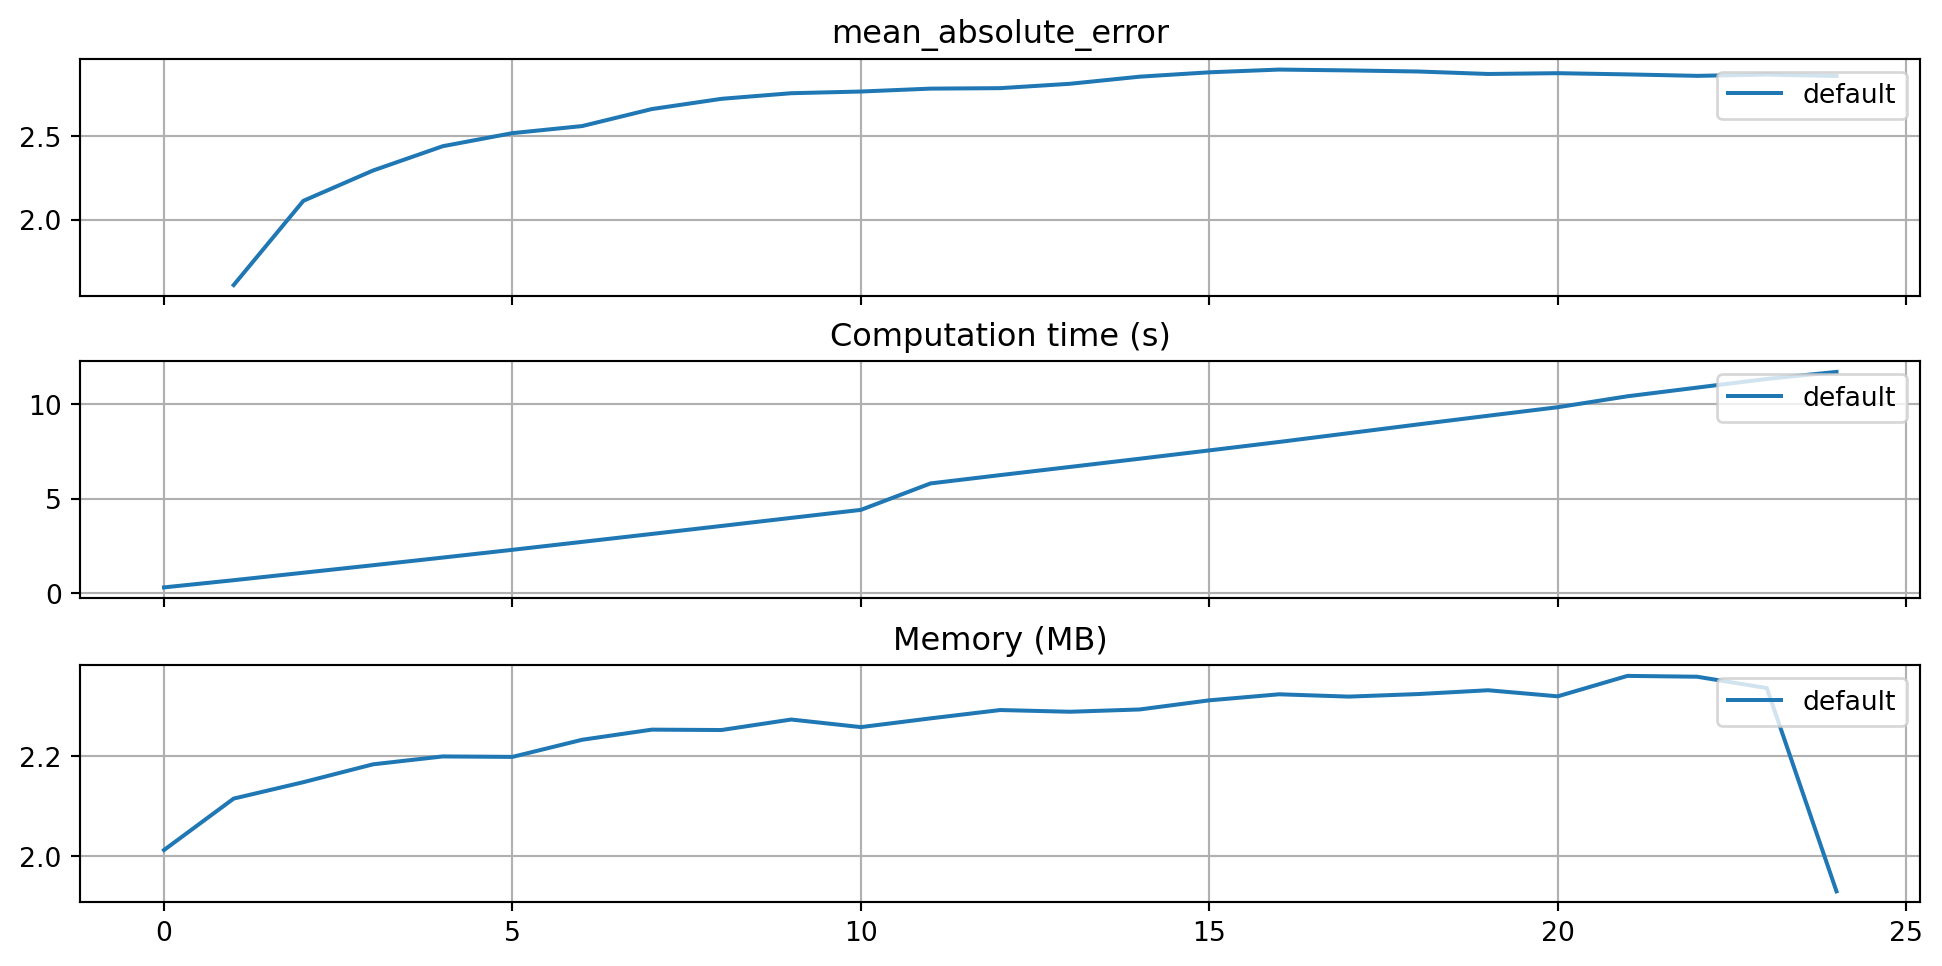 mean_absolute_error
2.5
2.0
default
Computation time (s)
10
5
0
default
Memory (MB)
2.2
2.0
default
0 5 10 15 20 25